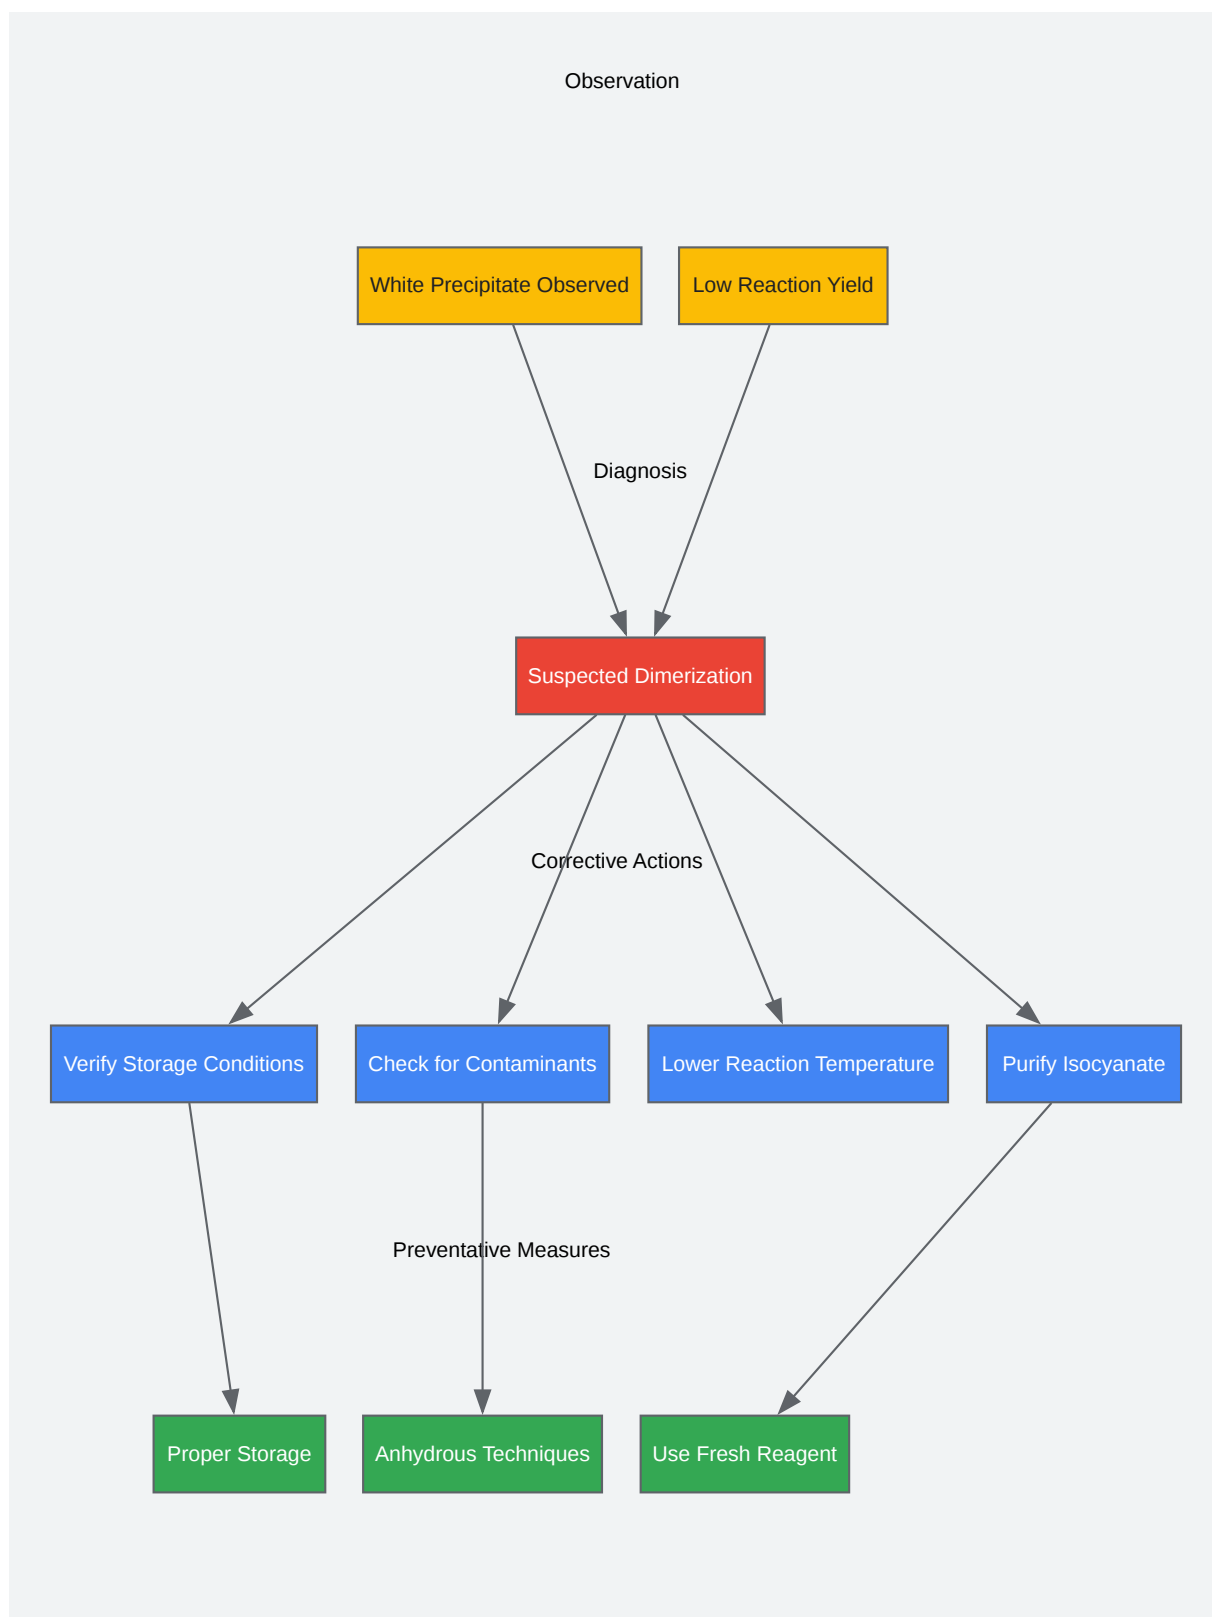 Observation
White Precipitate Observed
Low Reaction Yield
Diagnosis
Suspected Dimerization
Corrective Actions
Verify Storage Conditions
Check for Contaminants
Lower Reaction Temperature
Purify Isocyanate
Preventative Measures
Proper Storage
Anhydrous Techniques
Use Fresh Reagent